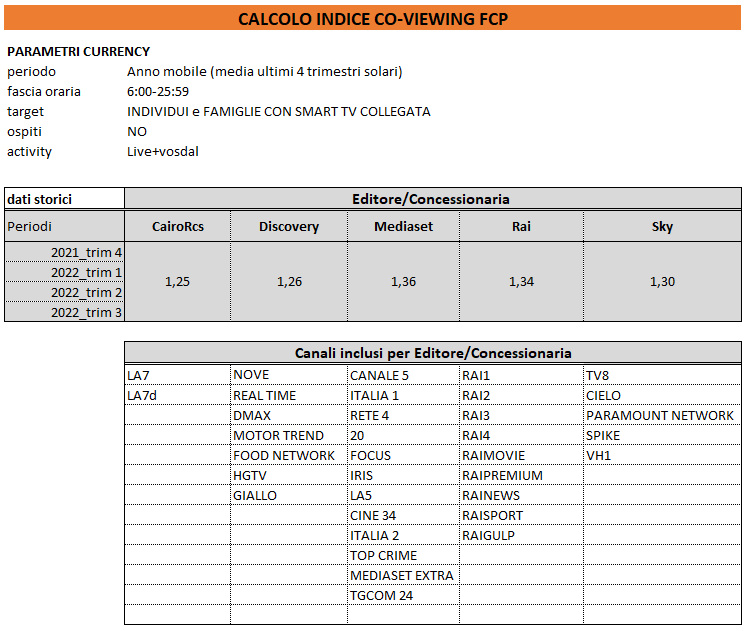 CALCOLO INDICE CO-VIEWING FCP
PARAMETRI CURRENCY
periodo Anno mobile (media ultimi 4 trimestri solari)
fascia oraria 6:00-25:59
target INDIVIDUI e FAMIGLIE CON SMART TV COLLEGATA
ospiti NO
activity Live+vosdal
dati storici Editore/Concessionaria
Periodi CairoRcs Discovery Mediaset Rai Sky
2021_trim 4
2022_trim 1
1,25 1,26 1,36 1,34 1,30
2022_trim 2
2022_trim 3
Canali inclusi per Editore/Concessionaria
LA7 NOVE CANALE 5 RAI1 TV8
LA7d REAL TIME ITALIA 1 RAI2 CIELO
DMAX RETE 4 RAI3 PARAMOUNT NETWORK
MOTOR TREND 20 RAI4 SPIKE
FOOD NETWORK FOCUS RAIMOVIE VH1
HGTV IRIS RAIPREMIUM
GIALLO LA5 RAINEWS
CINE 34 RAISPORT
ITALIA 2 RAIGULP
TOP CRIME
MEDIASET EXTRA
TGCOM 24